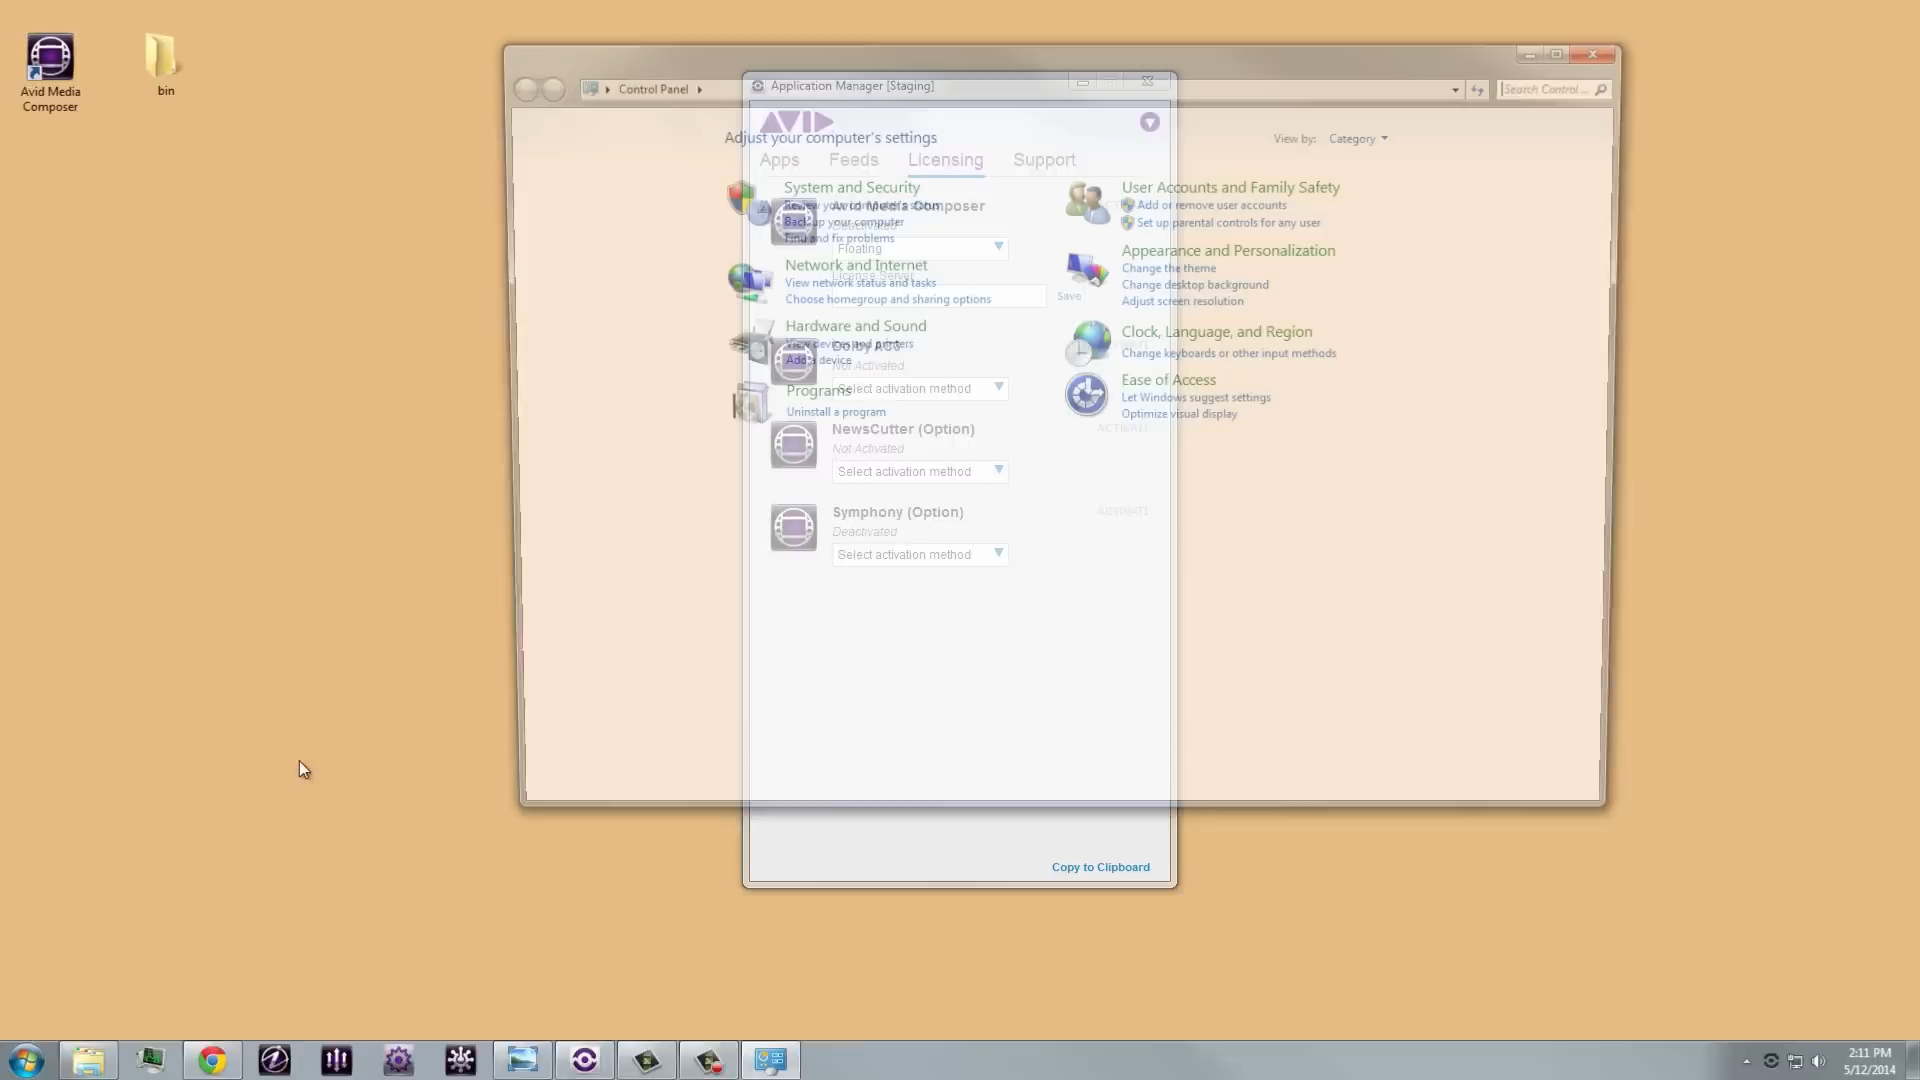 Avid Media
Composer
bin
Control Panel
Search Control ...
Application Manager [Staging]
AVID
Adjust your computer's settings
View by: Category
Apps
Feeds
Licensing
Support
System and Security
Review your computer's status
Back up your computer
Find and fix problems
Avid Media Composer
Deactivated
Floating
License Server
Save
Network and Internet
View network status and tasks
Choose homegroup and sharing options
Hardware and Sound
View devices and printers
Add a device
Dolby AC3
Not Activated
Select activation method
Programs
Uninstall a program
User Accounts and Family Safety
Add or remove user accounts
Set up parental controls for any user
Appearance and Personalization
Change the theme
Change desktop background
Adjust screen resolution
Clock, Language, and Region
Change keyboards or other input methods
Ease of Access
Let Windows suggest settings
Optimize visual display
NewsCutter (Option)
ACTIVATE
Not Activated
Select activation method
Symphony (Option)
ACTIVATE
Deactivated
Select activation method
Copy to Clipboard
2:11 PM
5/12/2014